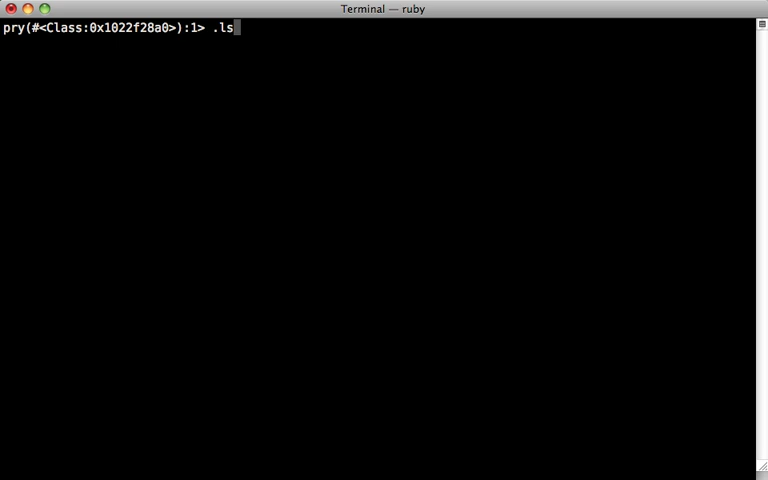 Terminal — ruby
pry(#<Class:0x1022f28a0>):1> .ls